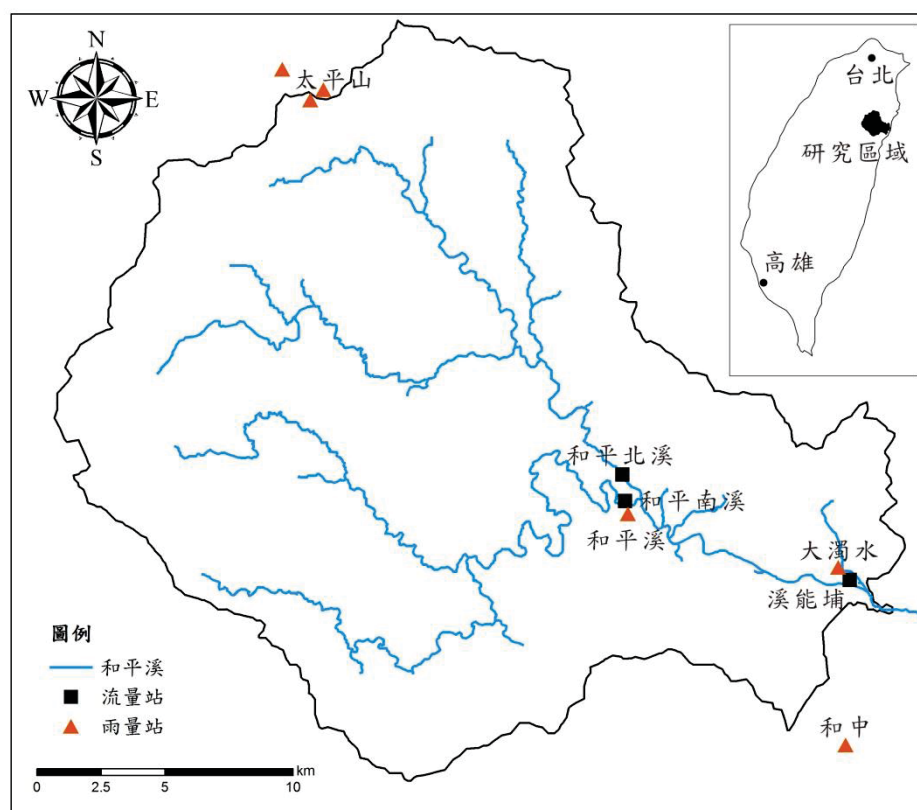 N
W
E
S
太平山
台北
研究區域
高雄
和平北溪
和平南溪
和平溪
大濁水
溪能埔
和中
圖例
和平溪
流量站
雨量站
km
0 2.5 5 10